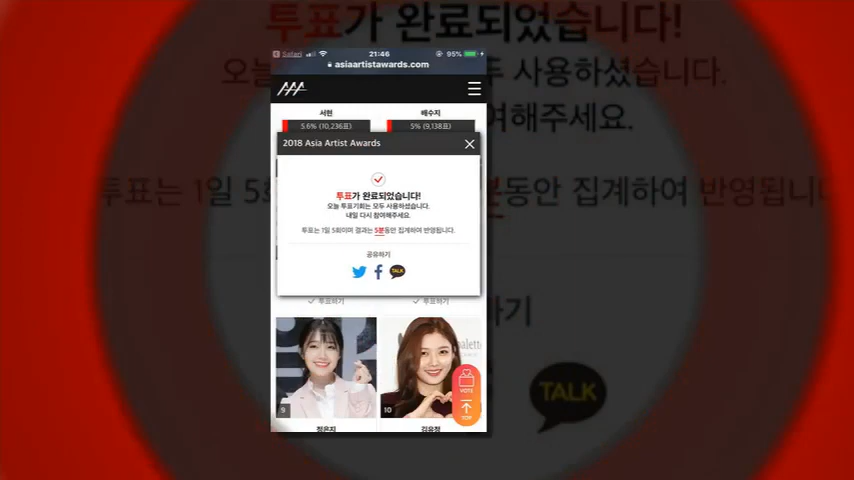 투표가 완료되었습니다!
오늘
두 사용하셨습니다.
여해주세요.
투표는 1일 5
분동안 집계하여 반영됩니다
하기
TALK
Safari
21:46
95%
asiaartistawards.com
AAA
서현
배수지
5.6% (10,236표)
5% (9,138표)
2018 Asia Artist Awards
투표가 완료되었습니다!
오늘 투표기회는 모두 사용하셨습니다.
내일 다시 참여해주세요.
투표는 1일 5회이며 결과는 5분동안 집계하여 반영됩니다.
공유하기
TALK
투표하기
투표하기
palette
9
10
VOTE
TOP
정은지
김유정